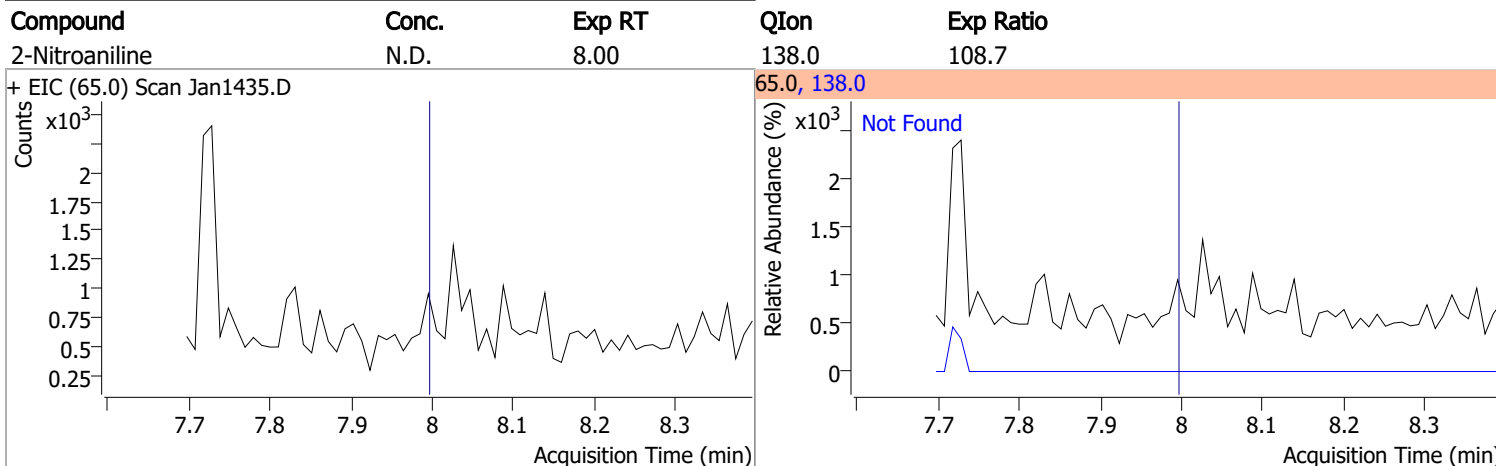 Compound Conc. Exp RT QIon Exp Ratio
2-Nitroaniline N.D. 8.00 138.0 108.7
+ EIC (65.0) Scan Jan1435.D
Counts
x10³
2
1.75
1.5
1.25
1
0.75
0.5
0.25
7.7 7.8 7.9 8 8.1 8.2 8.3
Acquisition Time (min)
65.0, 138.0
Relative Abundance (%)
x10³
Not Found
2
1.5
1
0.5
0
7.7 7.8 7.9 8 8.1 8.2 8.3
Acquisition Time (min)